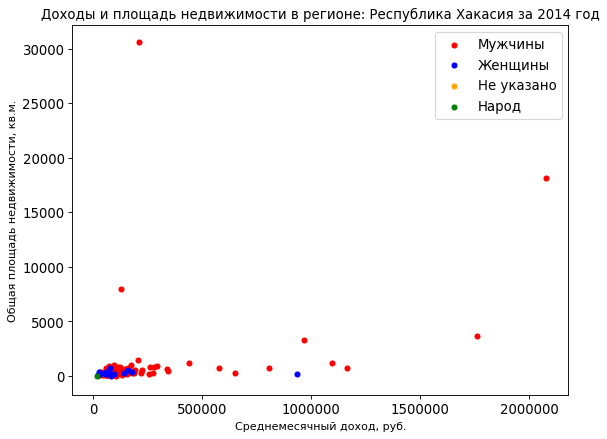 Доходы и площадь недвижимости в регионе: Республика Хакасия за 2014 год
30000
25000
20000
15000
10000
5000
0
Общая площадь недвижимости, кв.м.
Мужчины
Женщины
Не указано
Народ
0
500000
1000000
1500000
2000000
Среднемесячный доход, руб.